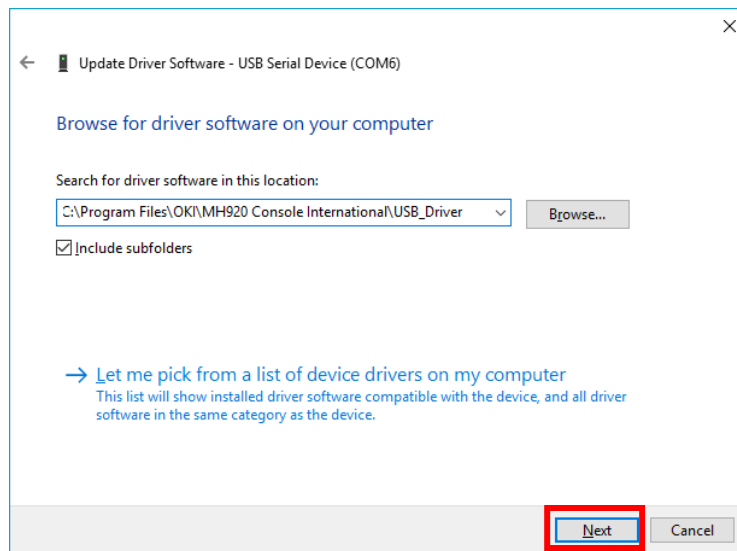 Update Driver Software - USB Serial Device (COM6)
Browse for driver software on your computer
Search for driver software in this location:
C:\Program Files\OKI\MH920 Console International\USB_Driver
Browse...
Include subfolders
Let me pick from a list of device drivers on my computer
This list will show installed driver software compatible with the device, and all driver
software in the same category as the device.
Next
Cancel